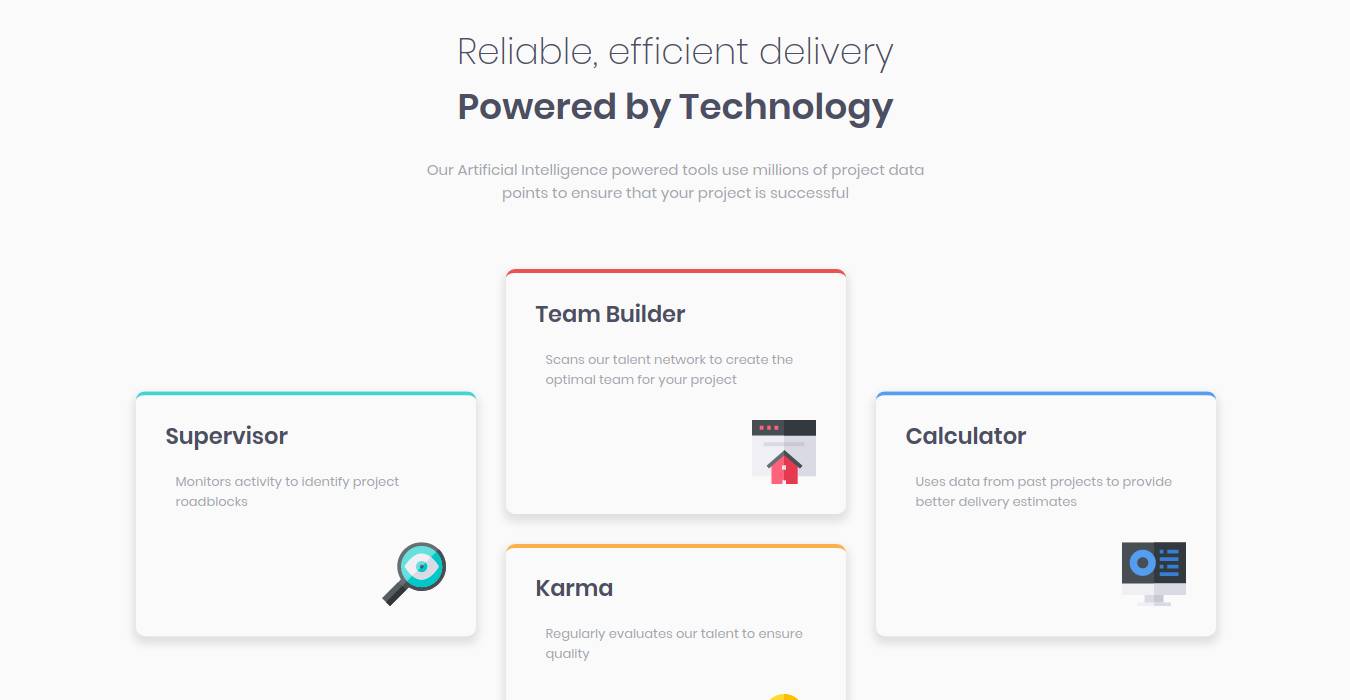 Reliable, efficient delivery
Powered by Technology
Our Artificial Intelligence powered tools use millions of project data
points to ensure that your project is successful
Supervisor
Monitors activity to identify project
roadblocks
Team Builder
Scans our talent network to create the
optimal team for your project
Karma
Regularly evaluates our talent to ensure
quality
Calculator
Uses data from past projects to provide
better delivery estimates